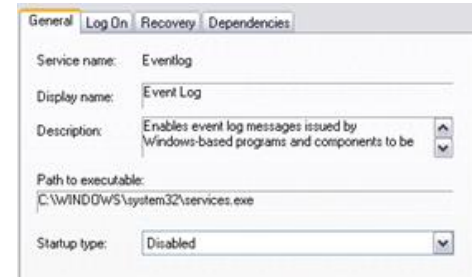 General Log On Recovery Dependencies
Service name: Eventlog
Display name: Event Log
Description: Enables event log messages issued by
Windows-based programs and components to be
Path to executable:
C:\WINDOWS\system32\services.exe
Startup type: Disabled